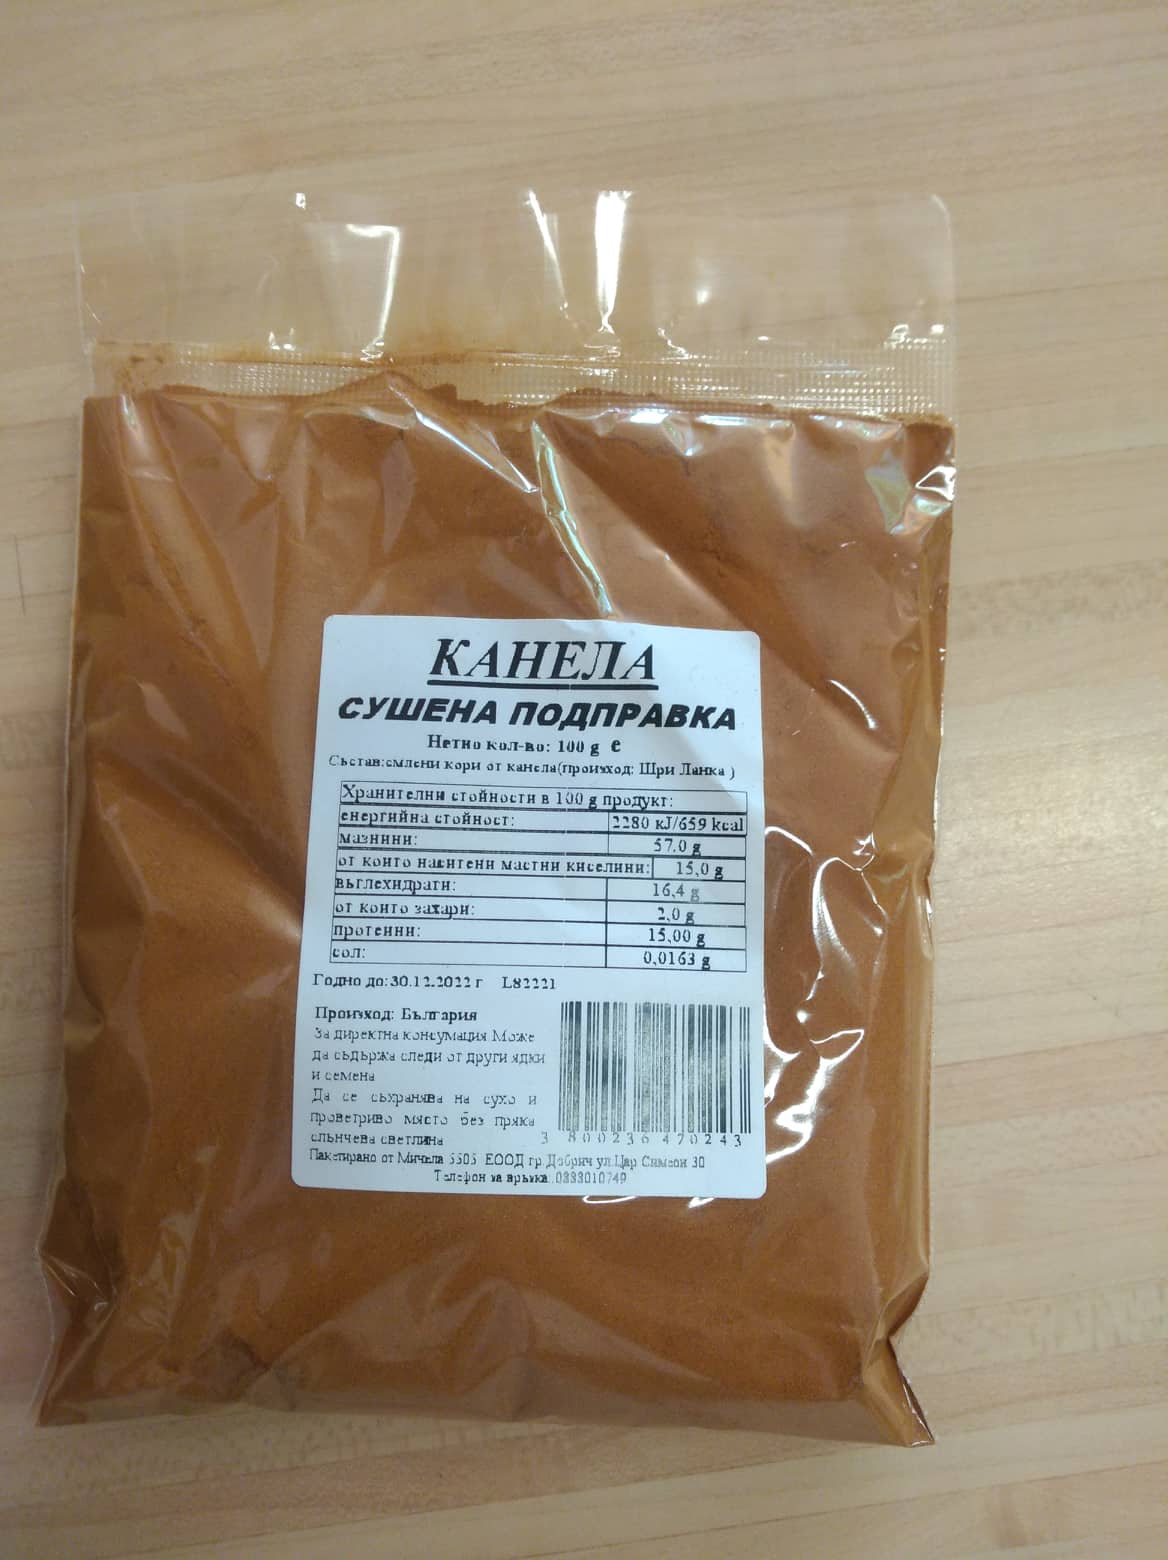 КАНЕЛА
СУШЕНА ПОДПРАВКА
Нетно кол-во: 100 g e
Състав:смлени кори от канела(произход: Шри Ланка )
Хранителни стойности в 100 g продукт:
енергийна стойност: 2280 кJ/659 kcal
мазнини: 57.0 g
от които наситени мастни киселини: 15,0 g
въглехидрати: 16,4 g
от които захари: 2,0 g
протеини: 15,00 g
сол: 0,0163 g
Годно до:30.12.2022 г L82221
Произход: България
За директна консумация Може
да съдържа следи от други ядки
и семена
Да се съхранява на сухо и
проветриво място без пряка
слънчева светлина
3 800236 470243
Пакетирано от Мичела 5505 ЕООД гр Добрич ул.Цар Симеон 30
Телефон за връзка:0888010749